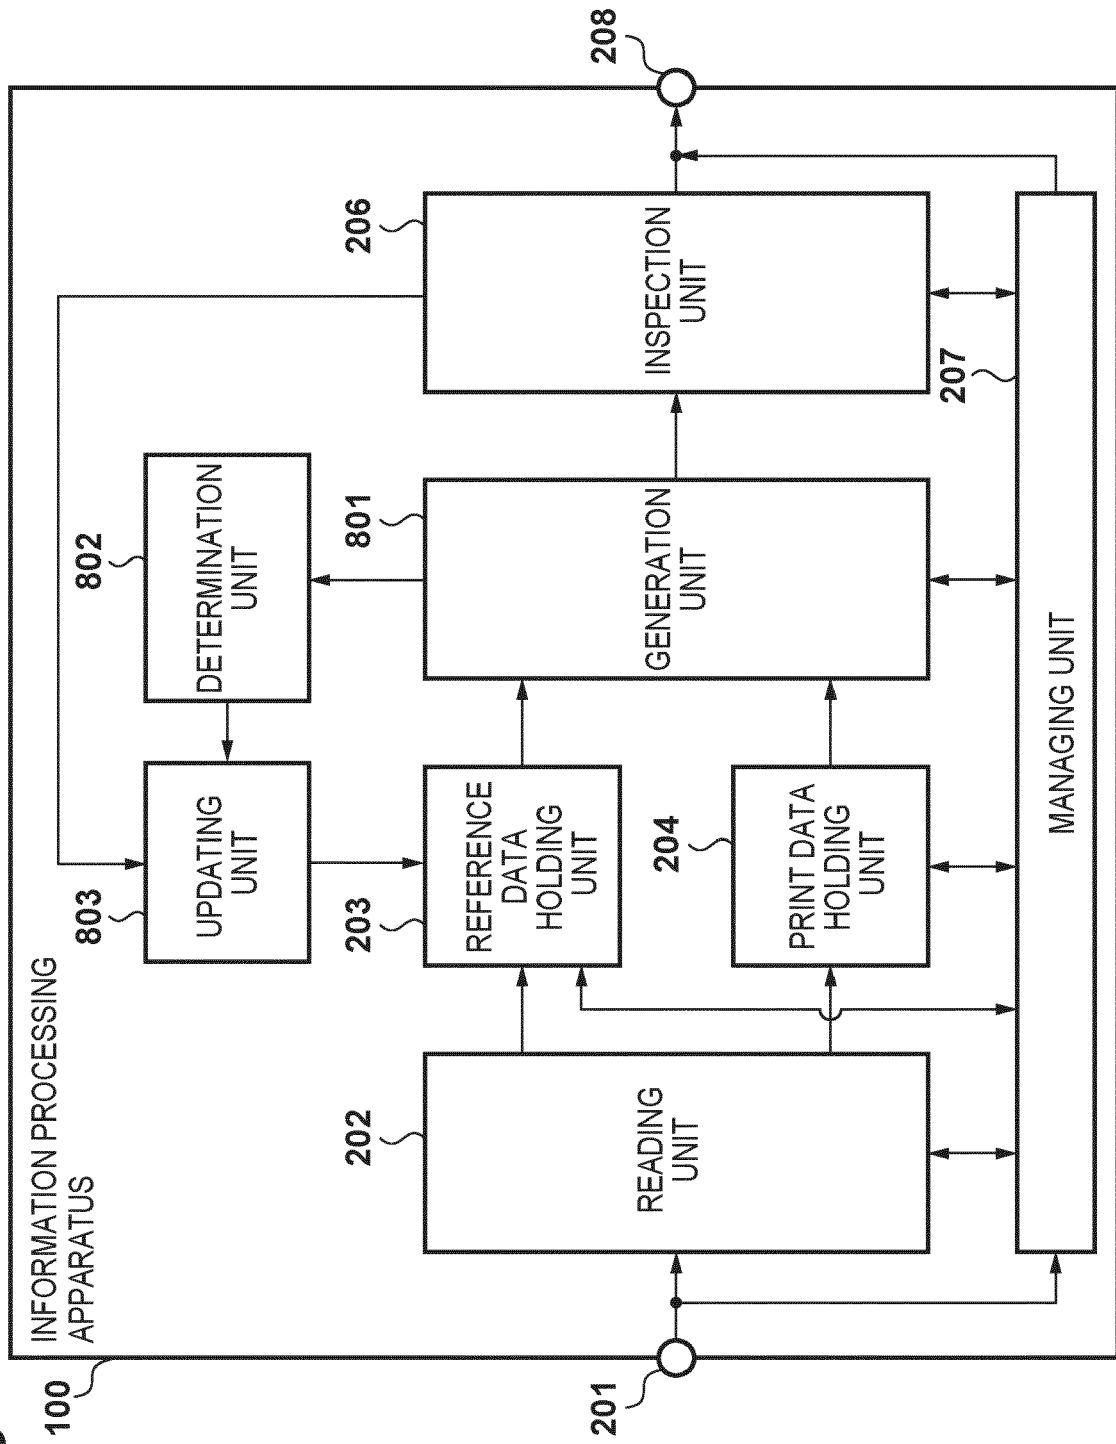 100
INFORMATION PROCESSING
APPARATUS
803
UPDATING
UNIT
802
DETERMINATION
UNIT
202
READING
UNIT
203
REFERENCE
DATA
HOLDING
UNIT
204
PRINT DATA
HOLDING
UNIT
801
GENERATION
UNIT
206
INSPECTION
UNIT
201
208
207
MANAGING UNIT